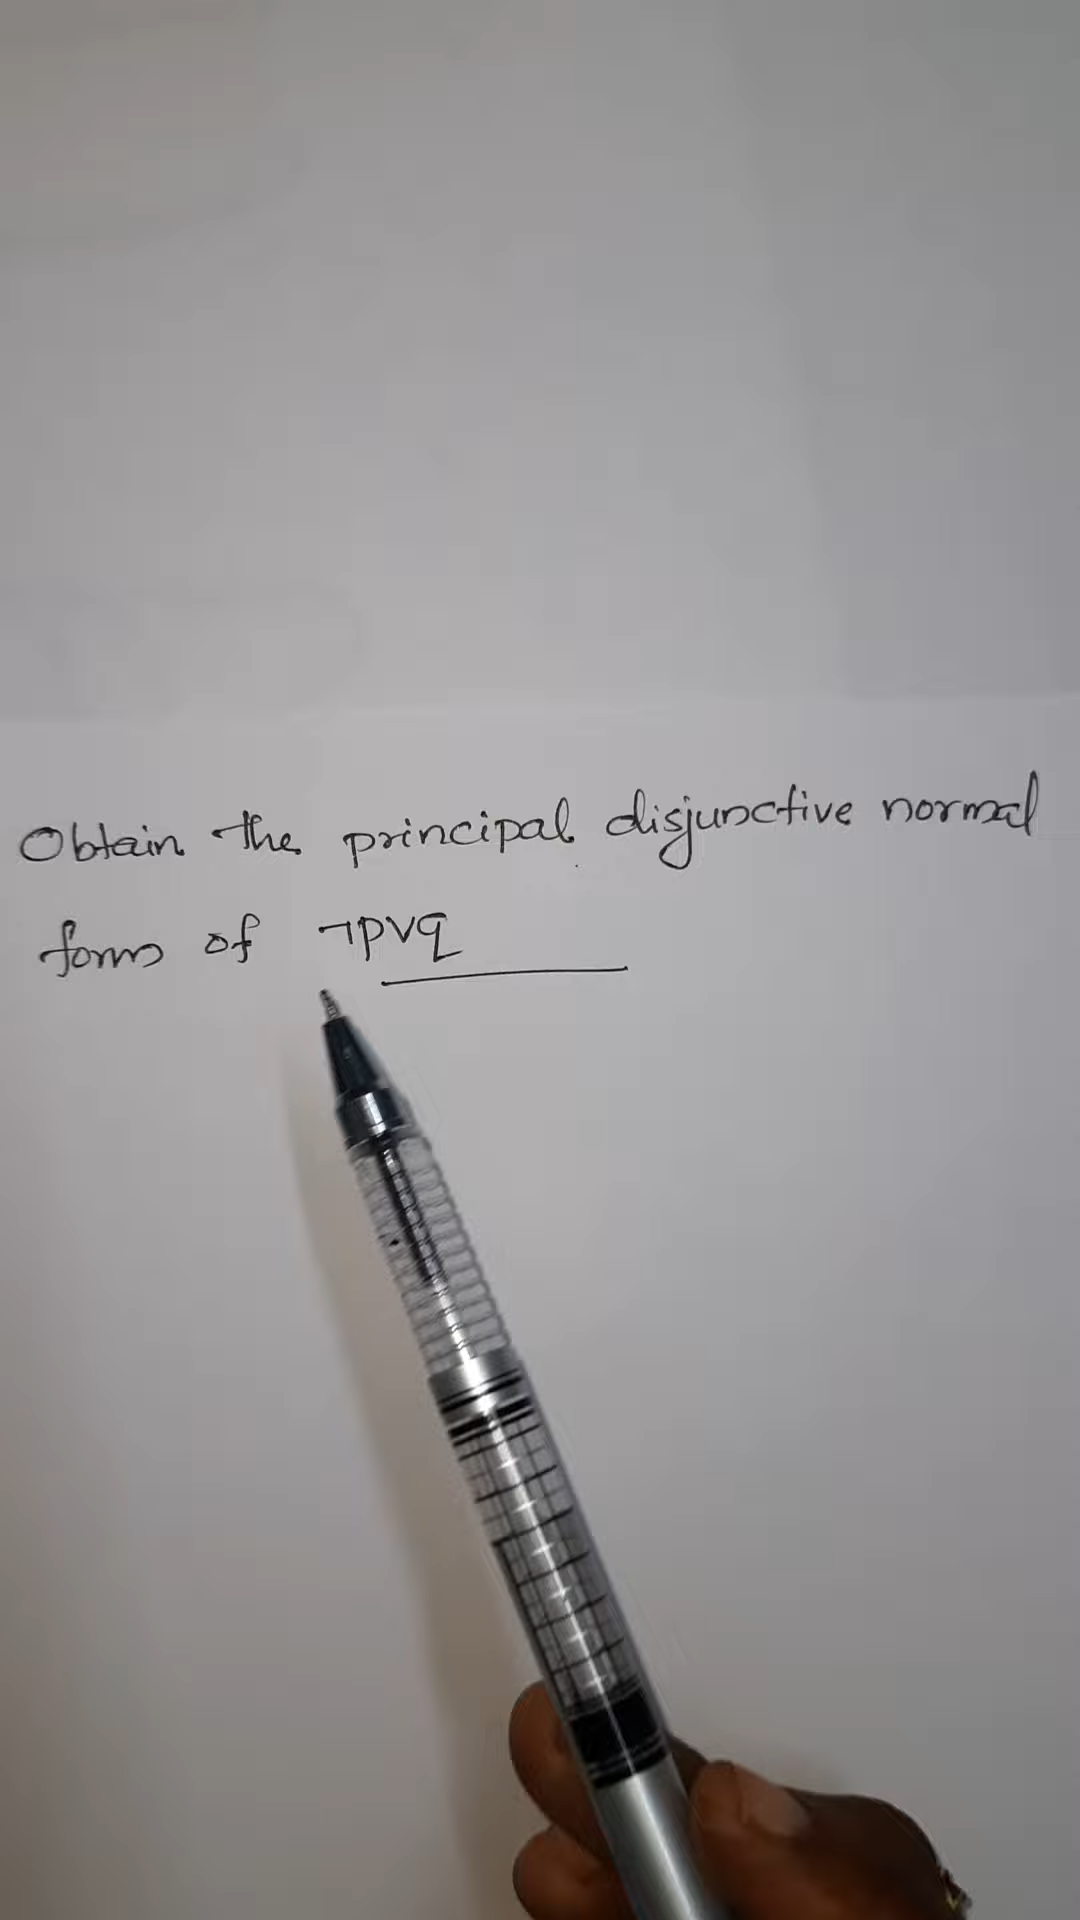 Obtain the principal disjunctive normal
form of ¬p∨q